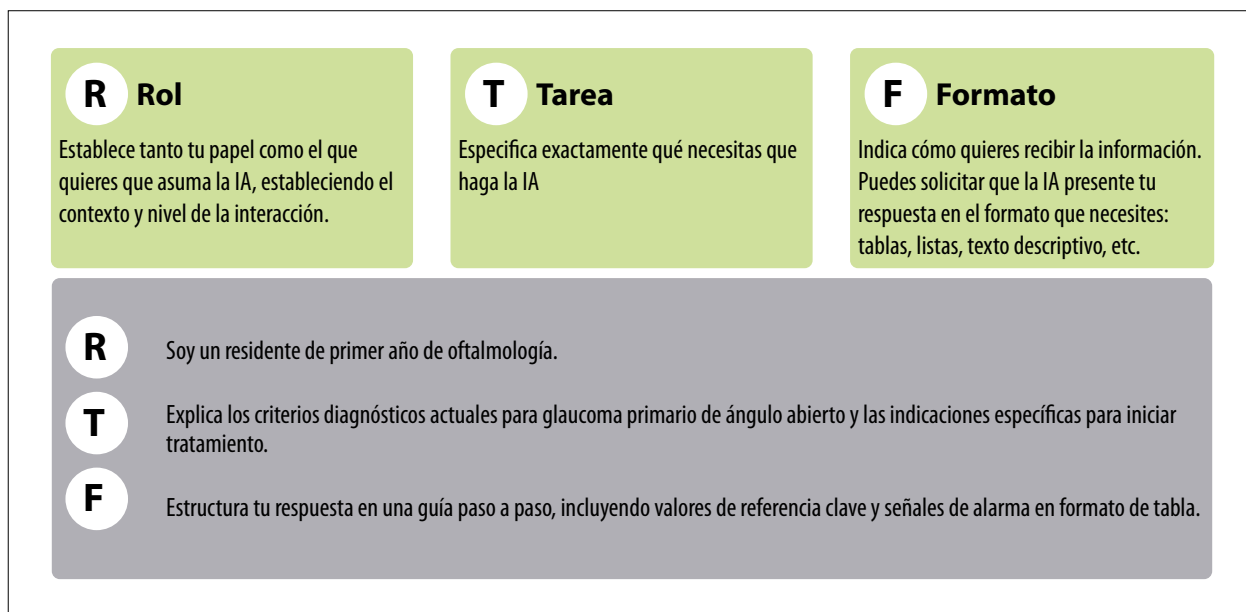 R Rol
Establece tanto tu papel como el que
quieres que asuma la IA, estableciendo el
contexto y nivel de la interacción.
T Tarea
Especifica exactamente qué necesitas que
haga la IA
F Formato
Indica cómo quieres recibir la información.
Puedes solicitar que la IA presente tu
respuesta en el formato que necesites:
tablas, listas, texto descriptivo, etc.
R Soy un residente de primer año de oftalmología.
T Explica los criterios diagnósticos actuales para glaucoma primario de ángulo abierto y las indicaciones específicas para iniciar
tratamiento.
F Estructura tu respuesta en una guía paso a paso, incluyendo valores de referencia clave y señales de alarma en formato de tabla.